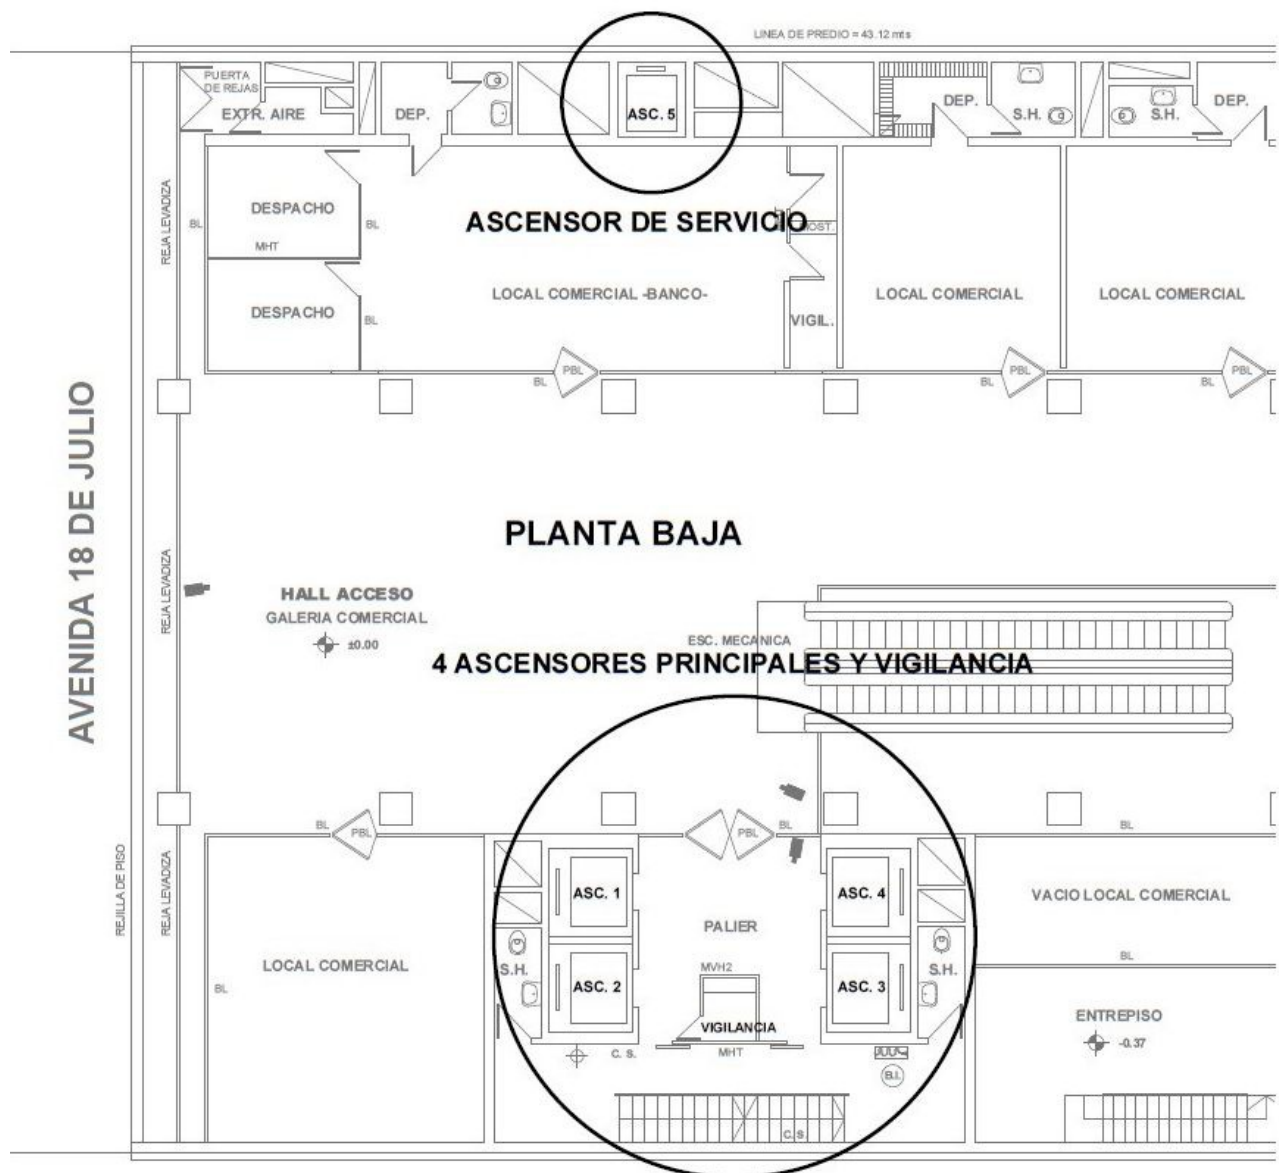 LINEA DE PREDIO = 43.12 mts
PUERTA
DE REJAS
EXTR. AIRE
DEP.
ASC. 5
DEP.
S.H.
S.H.
DEP.
REJA LEVADIZA
BL
DESPACHO
BL
MHT
ASCENSOR DE SERVICIO
MOST.
DESPACHO
BL
LOCAL COMERCIAL -BANCO-
VIGIL.
LOCAL COMERCIAL
LOCAL COMERCIAL
BL
PBL
BL
PBL
BL
PBL
AVENIDA 18 DE JULIO
PLANTA BAJA
REJA LEVADIZA
HALL ACCESO
GALERIA COMERCIAL
±0.00
ESC. MECANICA
4 ASCENSORES PRINCIPALES Y VIGILANCIA
BL
PBL
PBL
BL
BL
REJILLA DE PISO
REJA LEVADIZA
ASC. 1
ASC. 4
VACIO LOCAL COMERCIAL
PALIER
LOCAL COMERCIAL
BL
S.H.
ASC. 2
MVH2
ASC. 3
S.H.
BL
VIGILANCIA
ENTREPISO
-0.37
C. S.
MHT
B.I.
C.S.